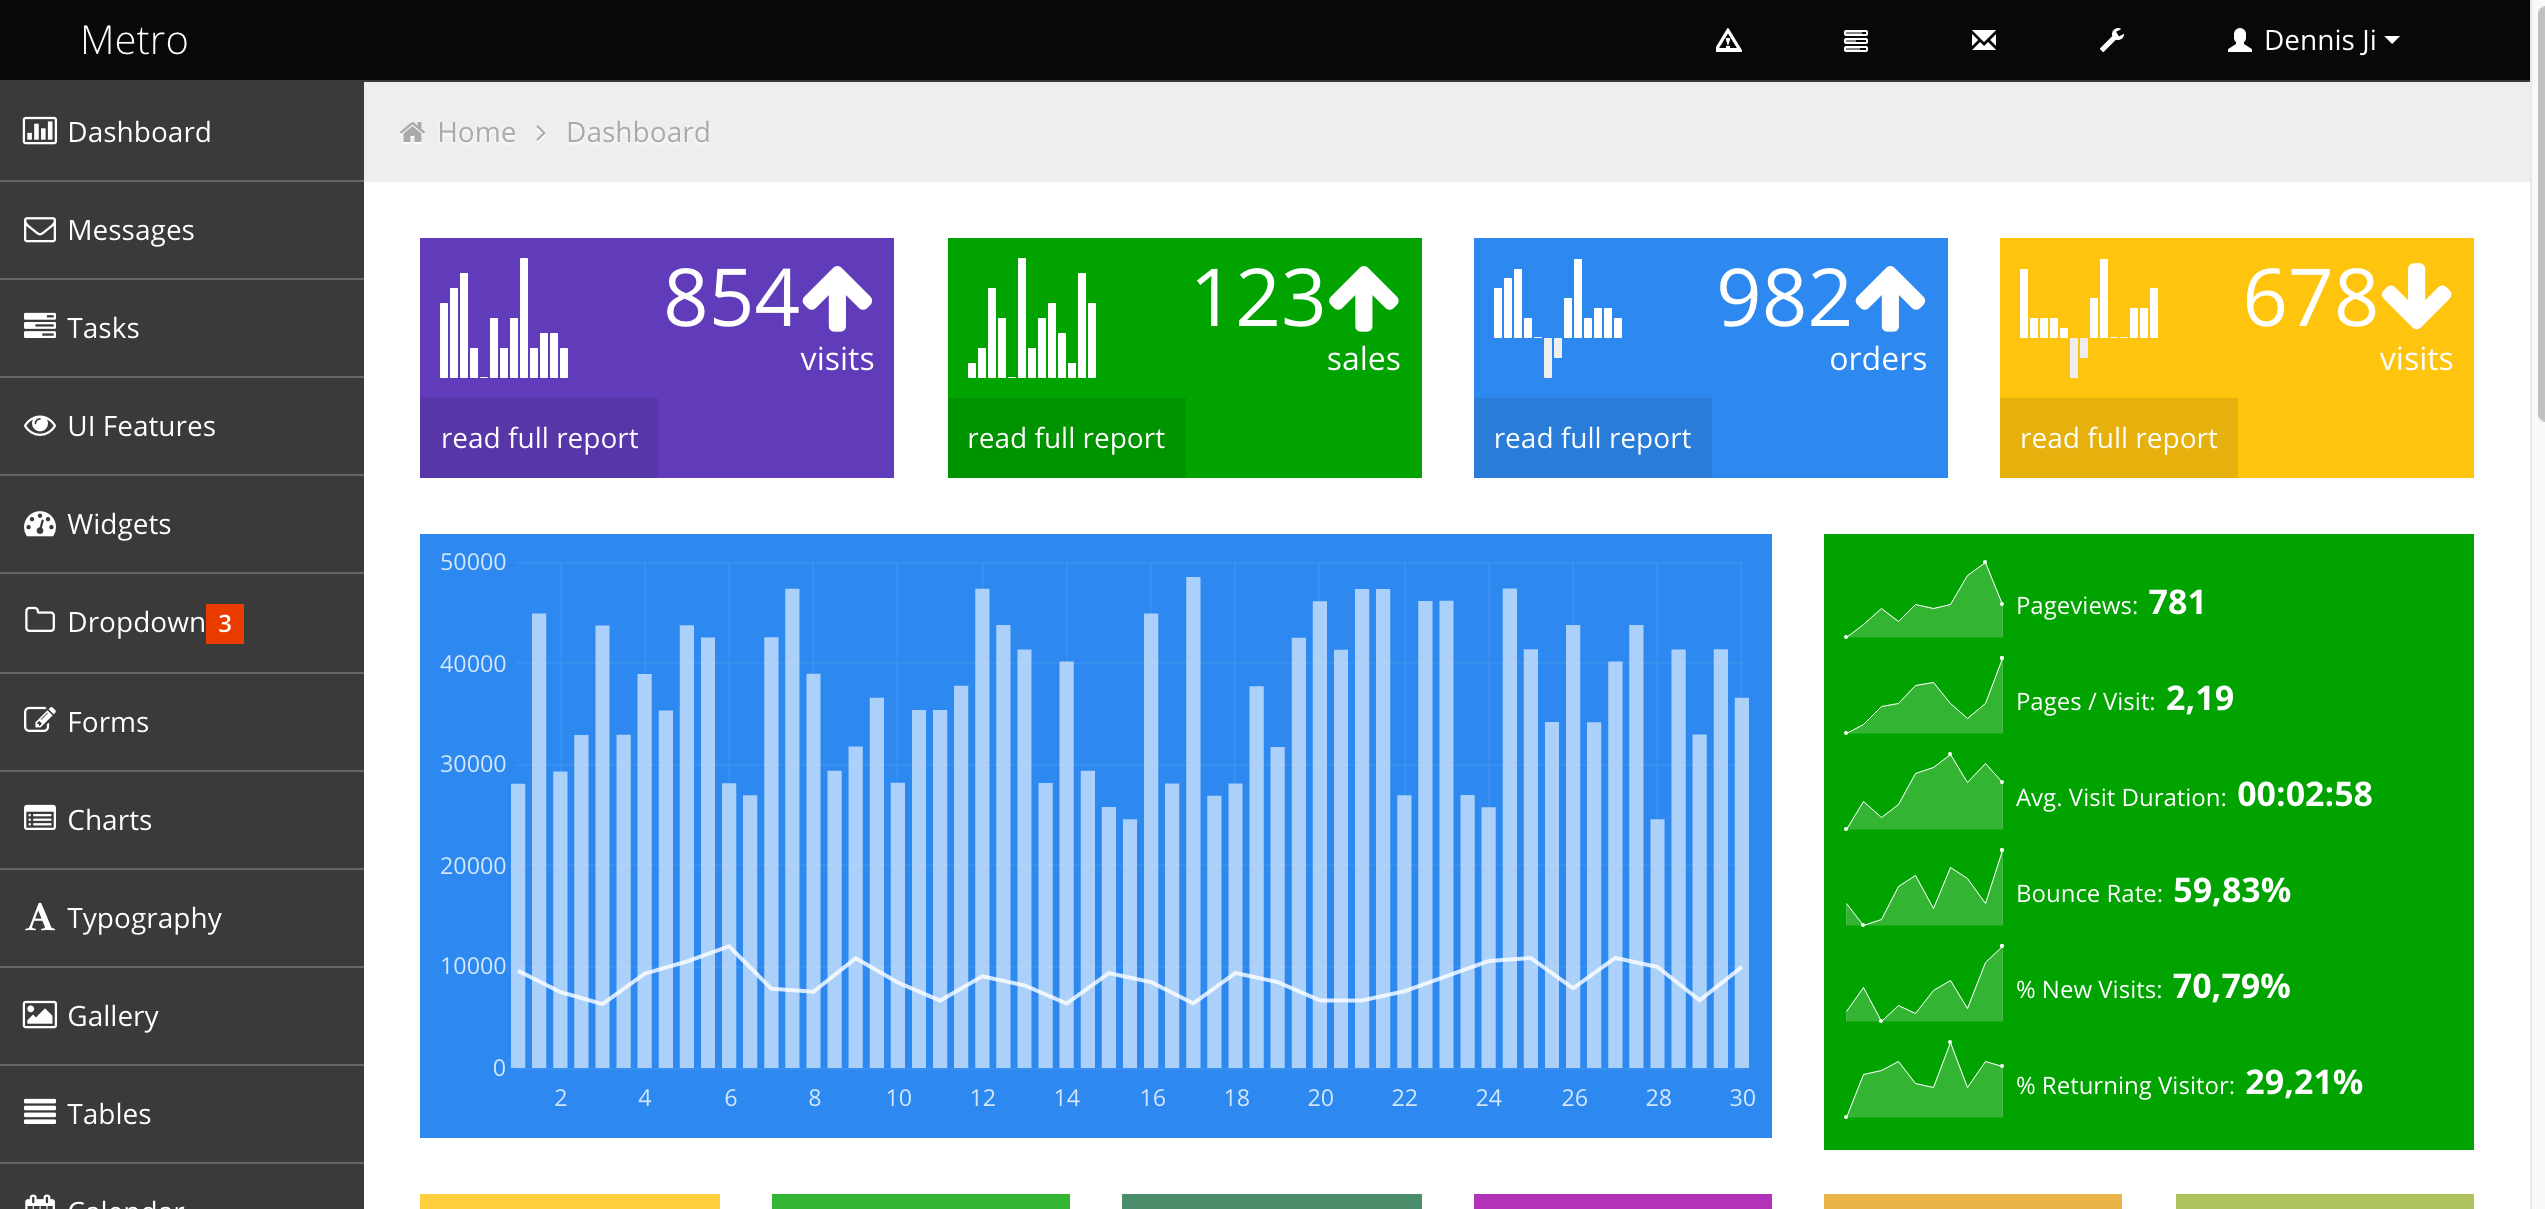 Metro
Dennis Ji
Dashboard
Messages
Tasks
UI Features
Widgets
Dropdown 3
Forms
Charts
Typography
Gallery
Tables
Calendar
Home > Dashboard
854
visits
read full report
123
sales
read full report
982
orders
read full report
678
visits
read full report
50000
40000
30000
20000
10000
0
2 4 6 8 10 12 14 16 18 20 22 24 26 28 30
Pageviews: 781
Pages / Visit: 2,19
Avg. Visit Duration: 00:02:58
Bounce Rate: 59,83%
% New Visits: 70,79%
% Returning Visitor: 29,21%